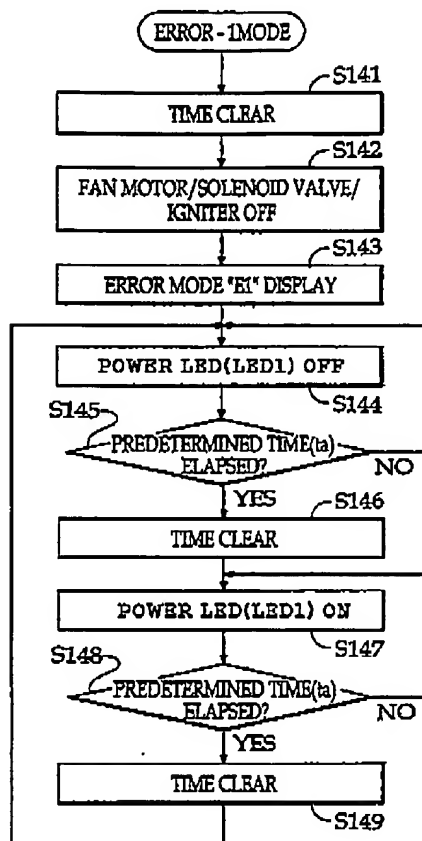 ERROR-1MODE
S141
TIME CLEAR
S142
FAN MOTOR/SOLENOID VALVE/
IGNITER OFF
S143
ERROR MODE "E1" DISPLAY
POWER LED(LED1) OFF
S144
S145
PREDETERMINED TIME(ta)
ELAPSED?
NO
YES
S146
TIME CLEAR
POWER LED(LED1) ON
S147
S148
PREDETERMINED TIME(ta)
ELAPSED?
NO
YES
TIME CLEAR
S149